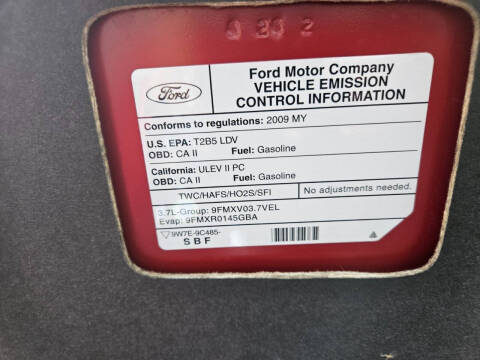 Ford
Ford Motor Company
VEHICLE EMISSION
CONTROL INFORMATION
Conforms to regulations: 2009 MY
U.S. EPA: T2B5 LDV
OBD: CA II Fuel: Gasoline
California: ULEV II PC
OBD: CA II Fuel: Gasoline
TWC/HAFS/HO2S/SFI No adjustments needed.
3.7L-Group: 9FMXV03.7VEL
Evap: 9FMXR0145GBA
9W7E-9C485-
SBF